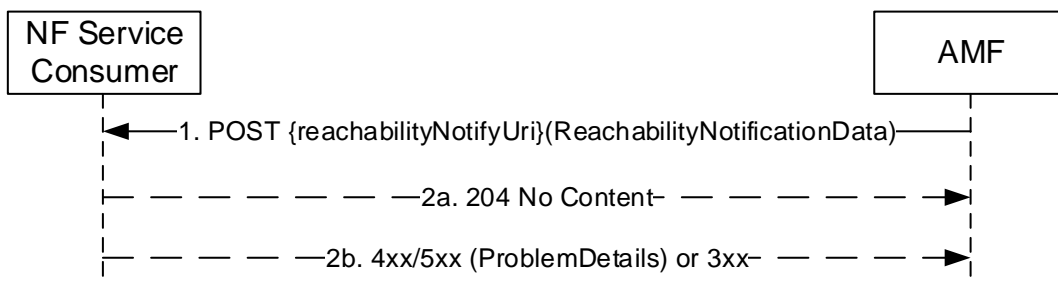 NF Service
Consumer
AMF
1. POST {reachabilityNotifyUri}(ReachabilityNotificationData)
2a. 204 No Content
2b. 4xx/5xx (ProblemDetails) or 3xx